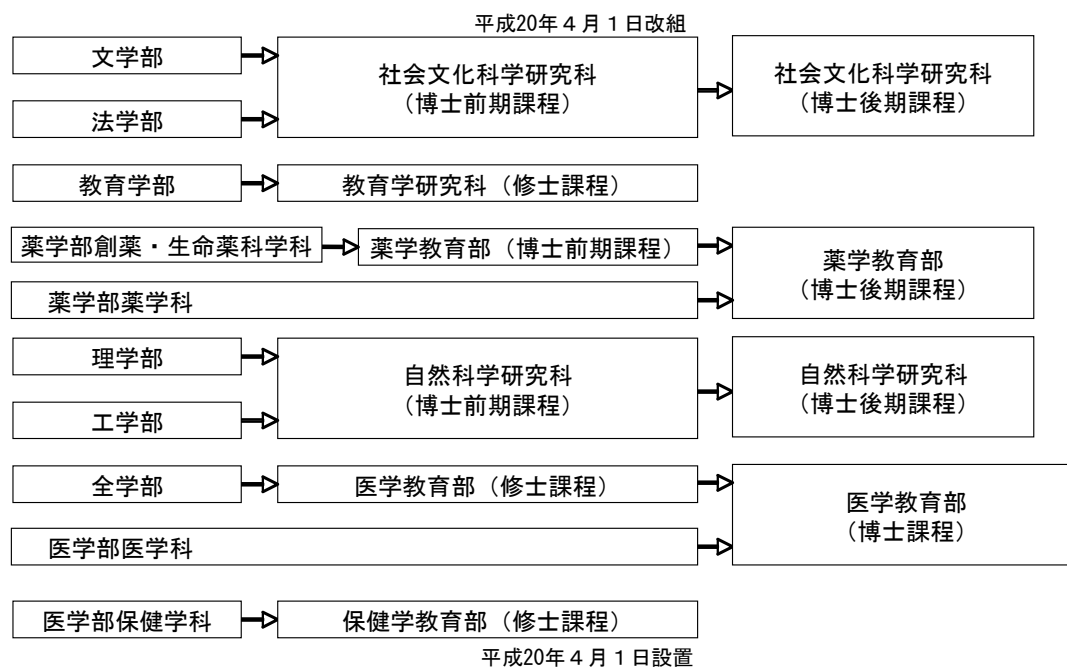 平成20年４月１日改組
文学部
社会文化科学研究科
（博士前期課程）
社会文化科学研究科
（博士後期課程）
法学部
教育学部
教育学研究科（修士課程）
薬学部創薬・生命薬科学科
薬学教育部（博士前期課程）
薬学教育部
（博士後期課程）
薬学部薬学科
理学部
自然科学研究科
（博士前期課程）
自然科学研究科
（博士後期課程）
工学部
全学部
医学教育部（修士課程）
医学教育部
（博士課程）
医学部医学科
医学部保健学科
保健学教育部（修士課程）
平成20年４月１日設置